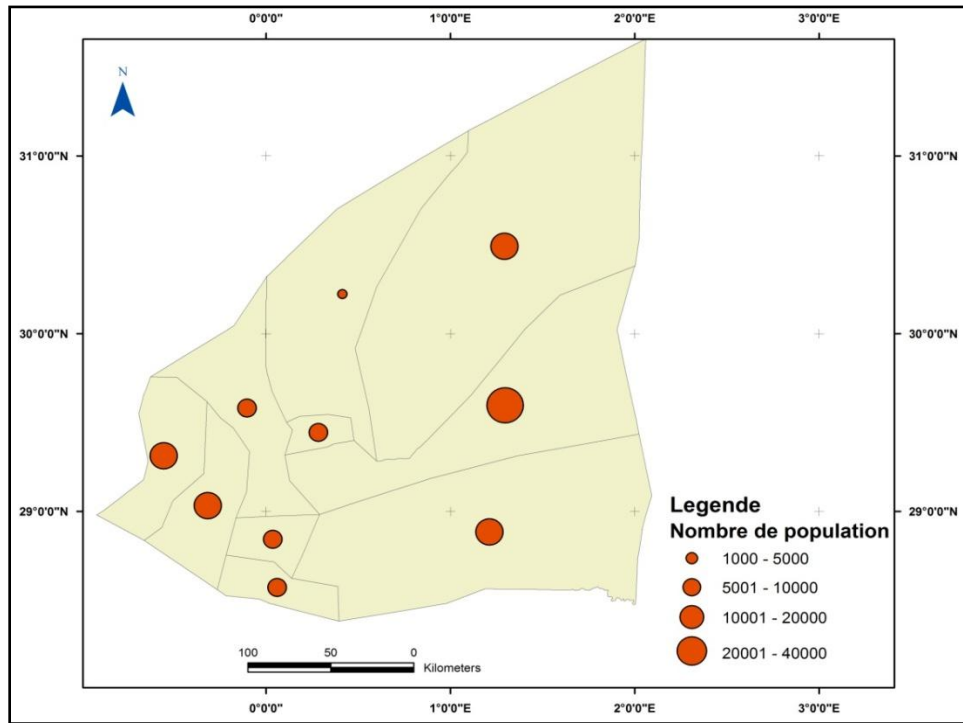 0°0'0" 1°0'0"E 2°0'0"E 3°0'0"E
N
31°0'0"N 31°0'0"N
30°0'0"N 30°0'0"N
29°0'0"N 29°0'0"N
Legende
Nombre de population
1000 - 5000
5001 - 10000
10001 - 20000
20001 - 40000
100 50 0
Kilometers
0°0'0" 1°0'0"E 2°0'0"E 3°0'0"E